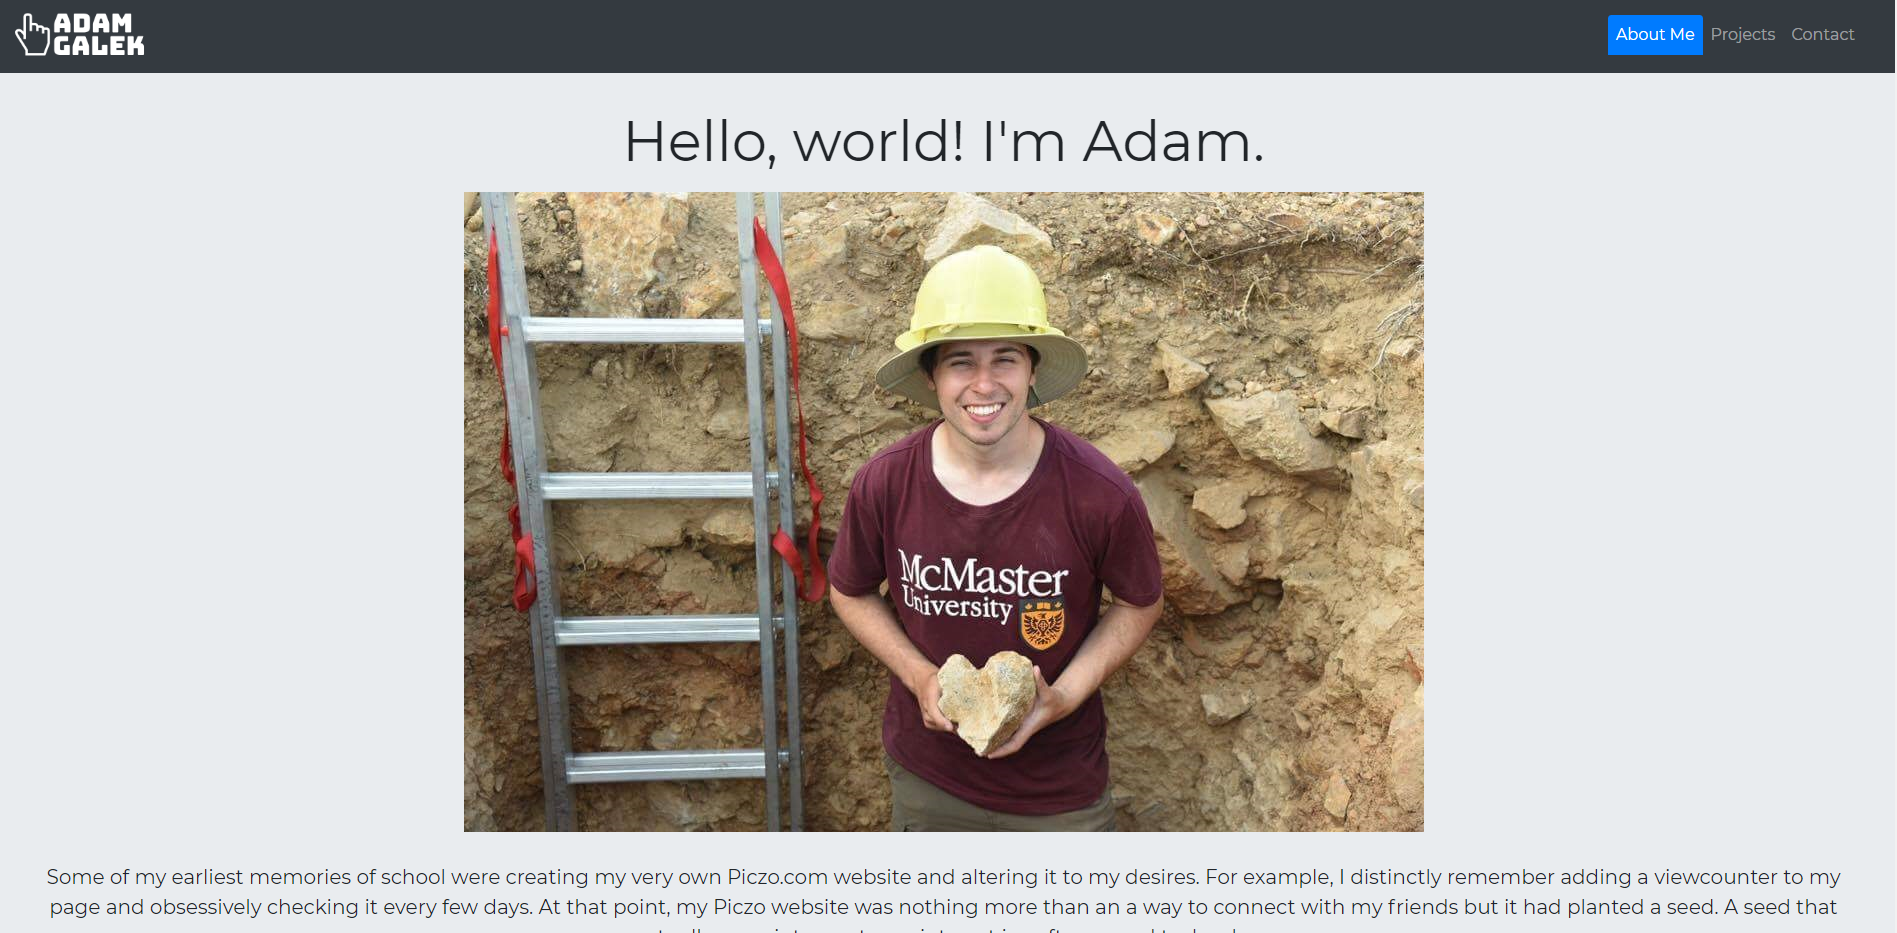 ADAM
GALEK
About Me Projects Contact
Hello, world! I'm Adam.
McMaster
University
Some of my earliest memories of school were creating my very own Piczo.com website and altering it to my desires. For example, I distinctly remember adding a viewcounter to my
page and obsessively checking it every few days. At that point, my Piczo website was nothing more than an a way to connect with my friends but it had planted a seed. A seed that